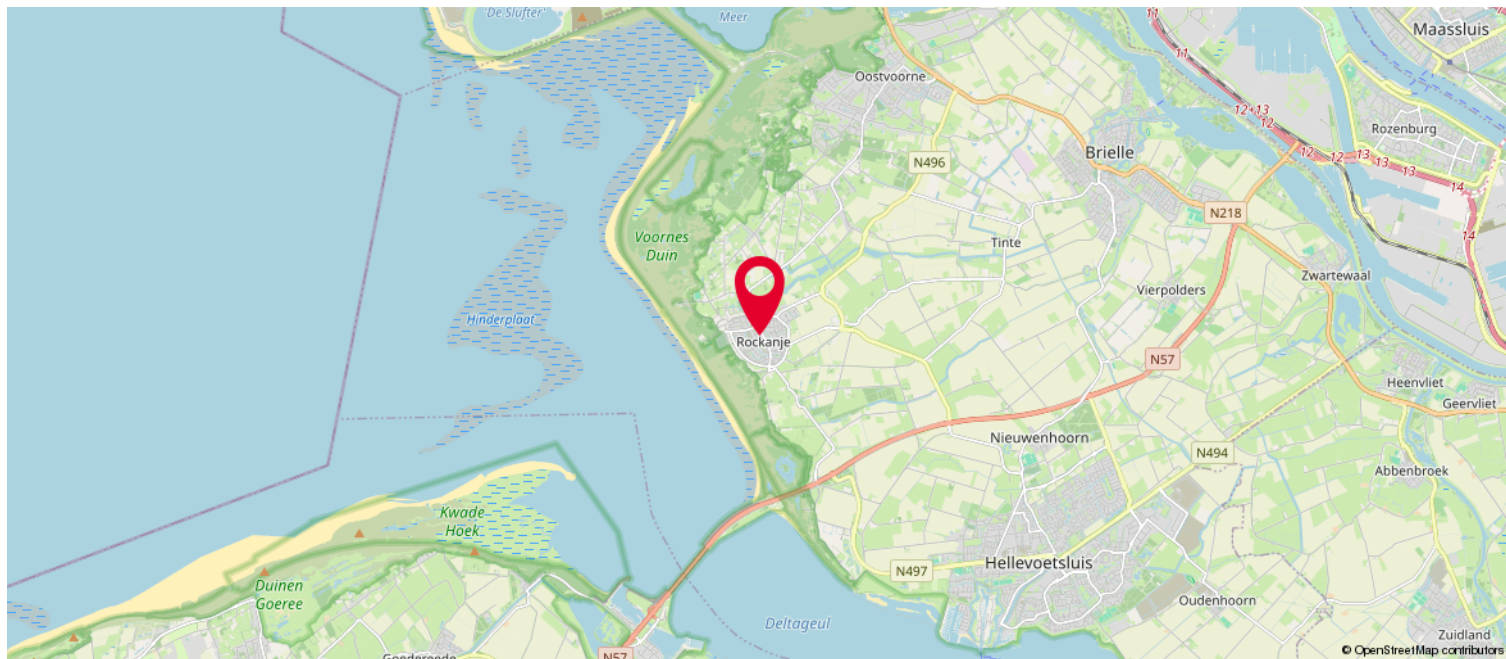 De Slufter
Meer
11
11
Maassluis
Oostvoorne
12+13
12
Rozenburg
Brielle
12
12
13
13
13
14
N496
N218
14
Voornes
Duin
Tinte
Zwartewaal
Vierpolders
Hinderplaat
Rockanje
N57
Heenvliet
Geervliet
Nieuwenhoorn
N494
Abbenbroek
Kwade
Hoek
Hellevoetsluis
N497
Duinen
Goeree
Oudenhoorn
Deltageul
Zuidland
N57
Goedereede
© OpenStreetMap contributors